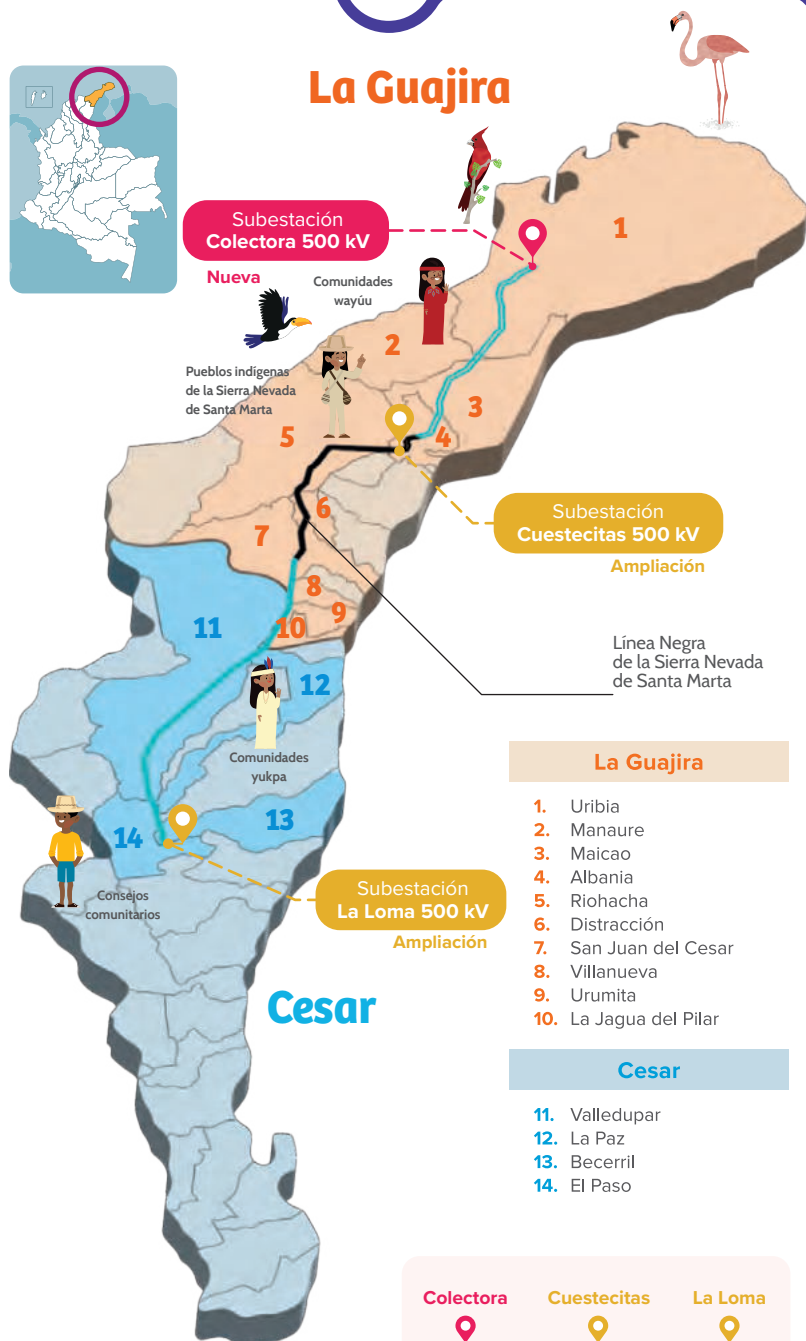 La Guajira
1
Subestación
Colectora 500 kV
Nueva
Comunidades
wayúu
2
Pueblos indígenas
de la Sierra Nevada
de Santa Marta
3
4
5
Subestación
Cuestecitas 500 kV
Ampliación
6
7
8
9
10
11
Línea Negra
de la Sierra Nevada
de Santa Marta
12
Comunidades
yukpa
13
14
Consejos
comunitarios
Subestación
La Loma 500 kV
Ampliación
Cesar
La Guajira
1. Uribia
2. Manaure
3. Maicao
4. Albania
5. Riohacha
6. Distracción
7. San Juan del Cesar
8. Villanueva
9. Urumita
10. La Jagua del Pilar
Cesar
11. Valledupar
12. La Paz
13. Becerril
14. El Paso
Colectora
Cuestecitas
La Loma